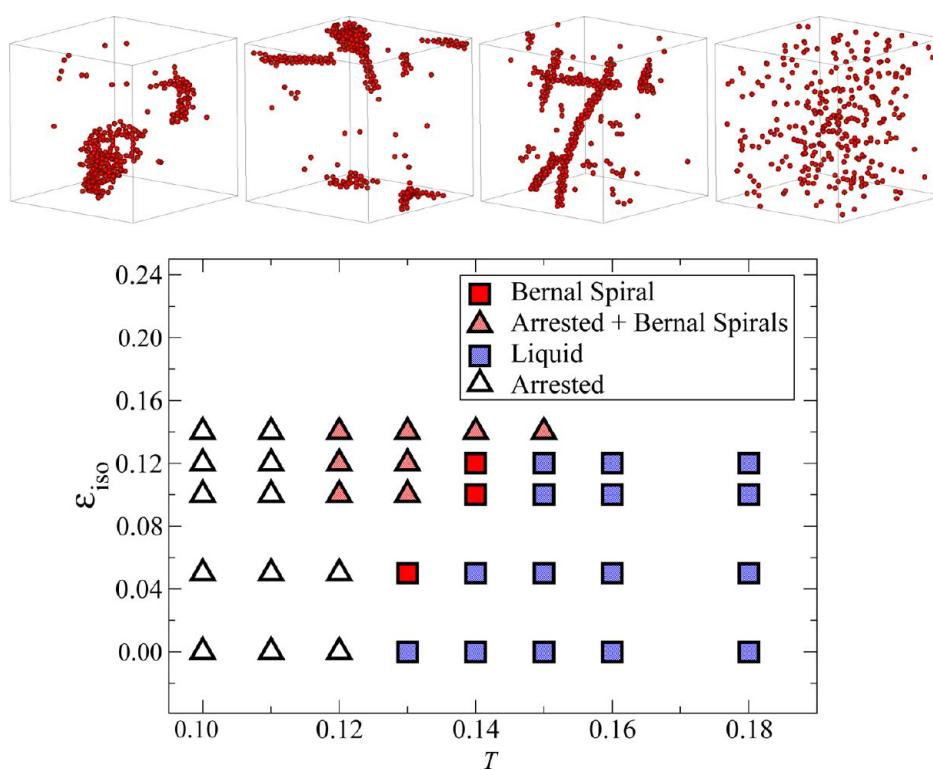 0.24
Bernal Spiral
Arrested + Bernal Spirals
0.20
Liquid
Arrested
0.16
0.12
ε_iso
0.08
0.04
0.00
0.10 0.12 0.14 0.16 0.18
T